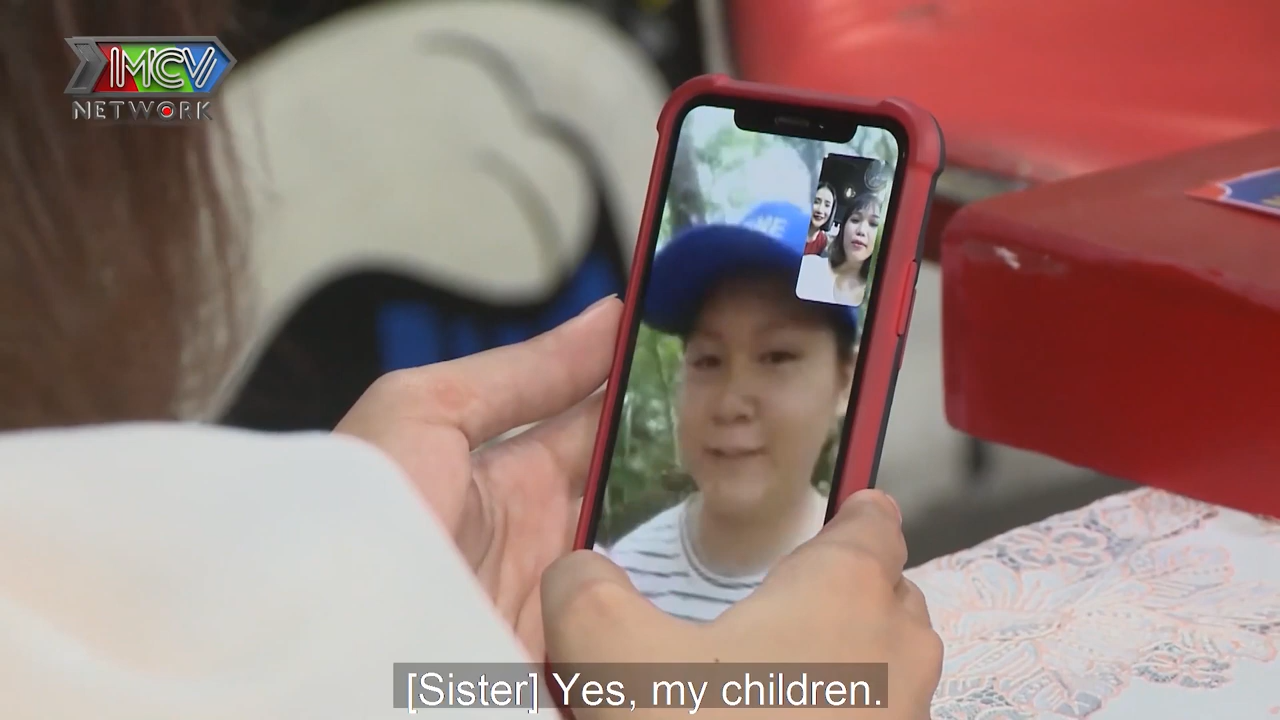 MCV
NETWORK
[Sister] Yes, my children.